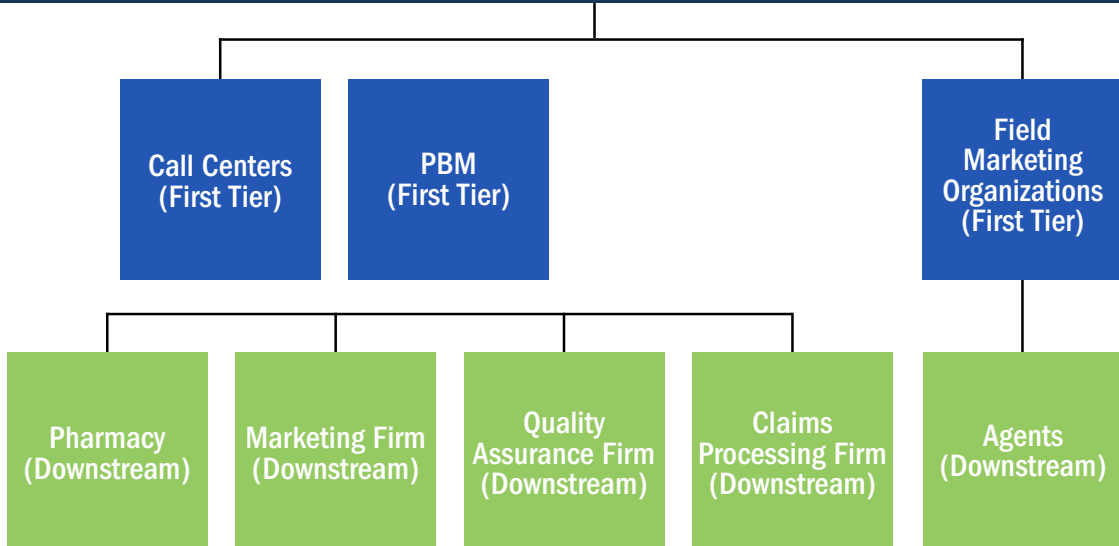 Call Centers
(First Tier)
PBM
(First Tier)
Field
Marketing
Organizations
(First Tier)
Pharmacy
(Downstream)
Marketing Firm
(Downstream)
Quality
Assurance Firm
(Downstream)
Claims
Processing Firm
(Downstream)
Agents
(Downstream)